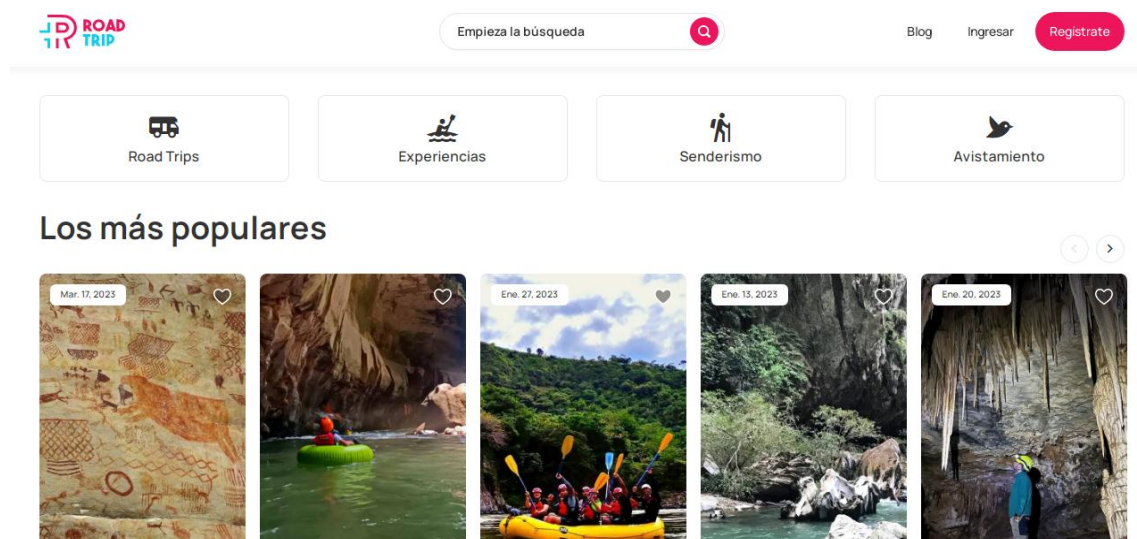 ROAD
TRIP
Empieza la búsqueda
Blog
Ingresar
Regístrate
Road Trips
Experiencias
Senderismo
Avistamiento
Los más populares
Mar. 17, 2023
Ene. 27, 2023
Ene. 13, 2023
Ene. 20, 2023